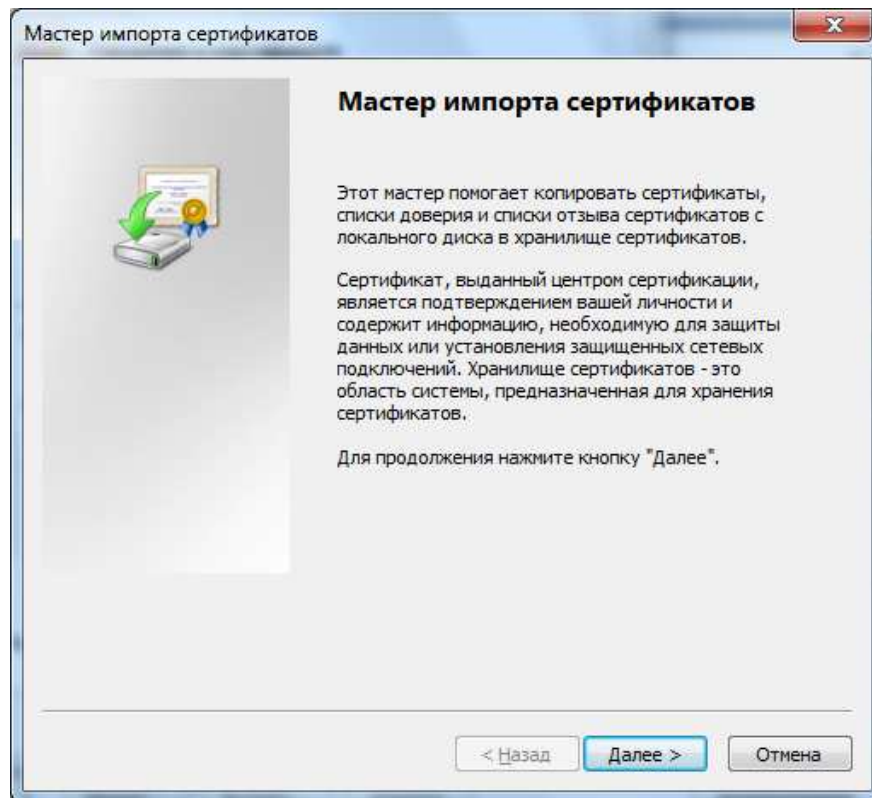 Мастер импорта сертификатов
Мастер импорта сертификатов
Этот мастер помогает копировать сертификаты,
списки доверия и списки отзыва сертификатов с
локального диска в хранилище сертификатов.
Сертификат, выданный центром сертификации,
является подтверждением вашей личности и
содержит информацию, необходимую для защиты
данных или установления защищенных сетевых
подключений. Хранилище сертификатов - это
область системы, предназначенная для хранения
сертификатов.
Для продолжения нажмите кнопку "Далее".
< Назад Далее > Отмена